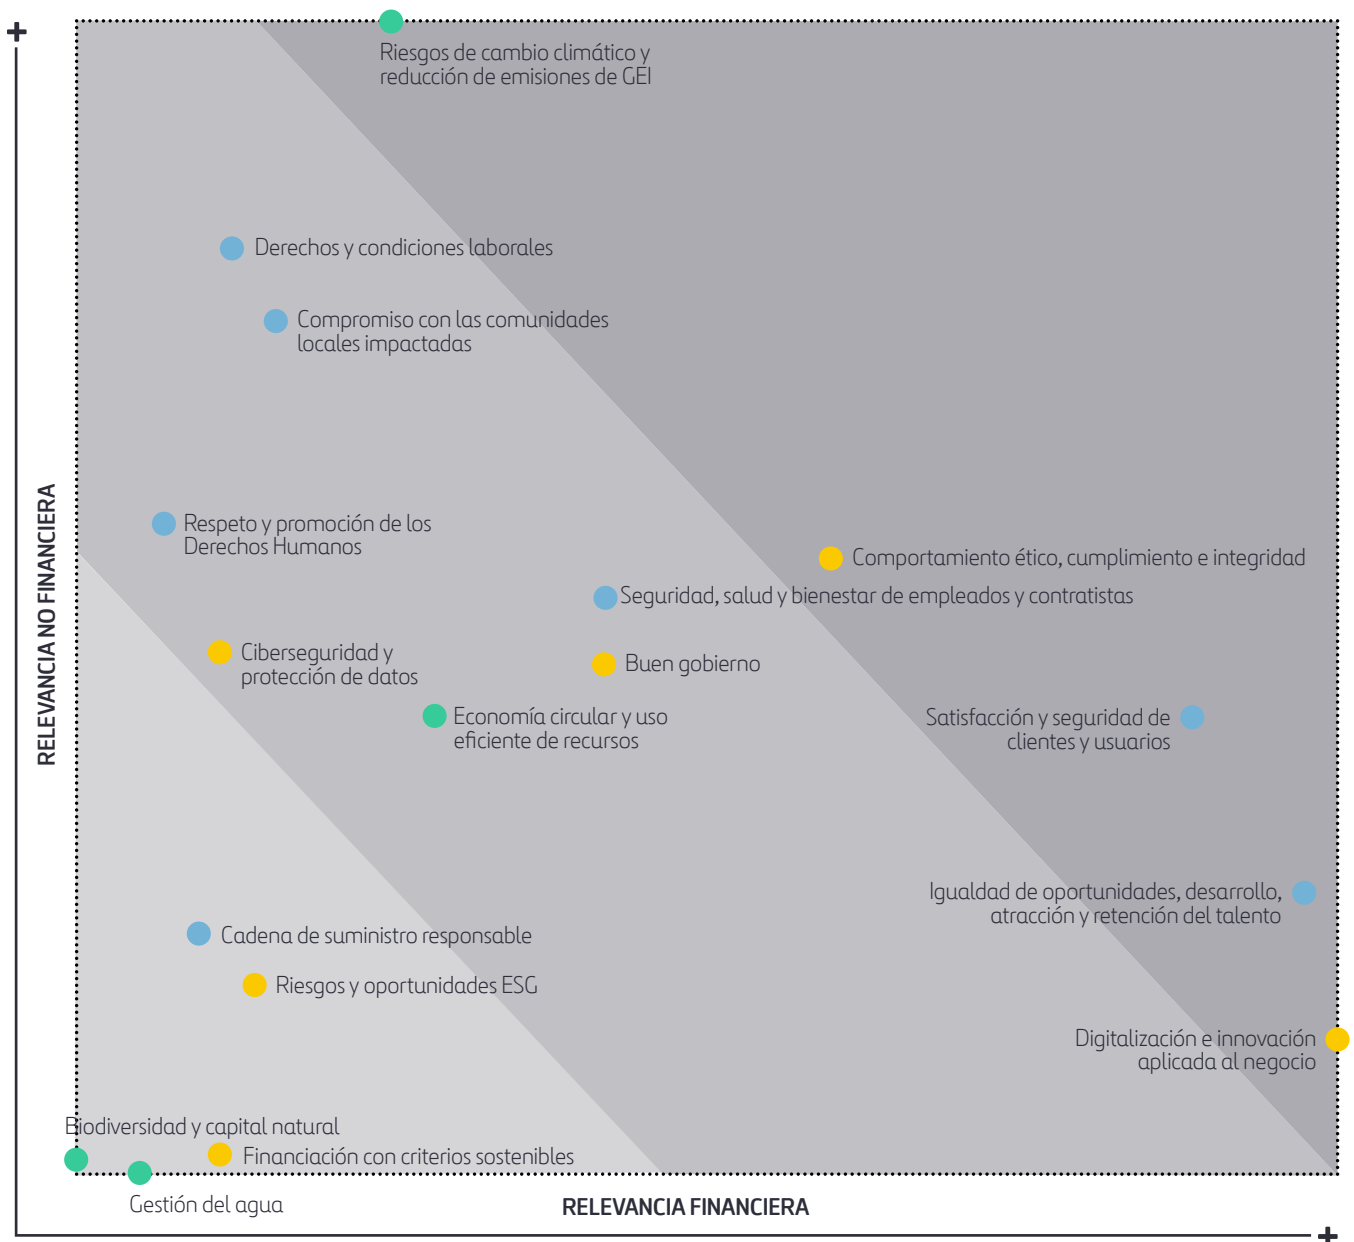 +
Riesgos de cambio climático y
reducción de emisiones de GEI
Derechos y condiciones laborales
Compromiso con las comunidades
locales impactadas
RELEVANCIA NO FINANCIERA
Respeto y promoción de los
Derechos Humanos
Comportamiento ético, cumplimiento e integridad
Seguridad, salud y bienestar de empleados y contratistas
Ciberseguridad y
protección de datos
Buen gobierno
Economía circular y uso
eficiente de recursos
Satisfacción y seguridad de
clientes y usuarios
Igualdad de oportunidades, desarrollo,
atracción y retención del talento
Cadena de suministro responsable
Riesgos y oportunidades ESG
Digitalización e innovación
aplicada al negocio
Biodiversidad y capital natural
Financiación con criterios sostenibles
Gestión del agua
RELEVANCIA FINANCIERA
+